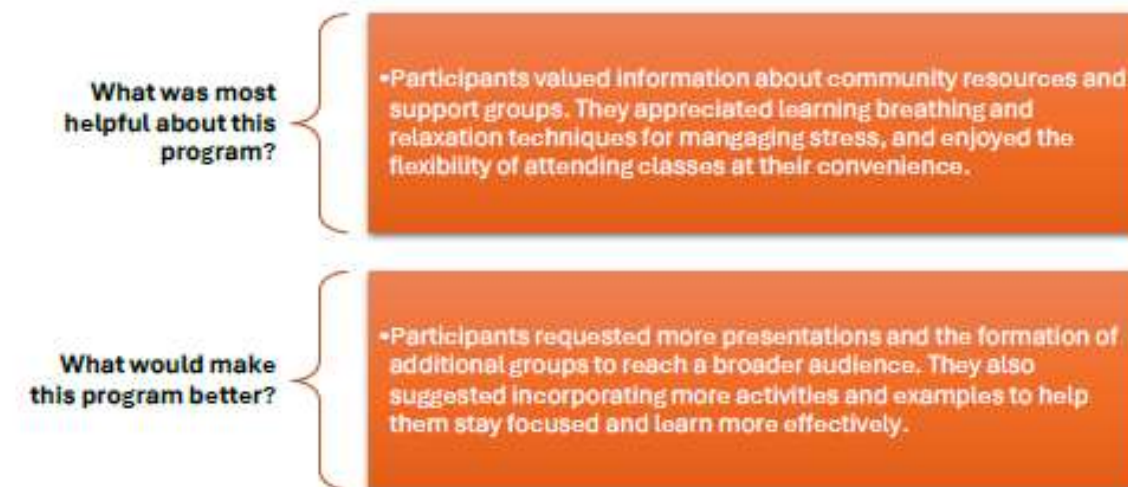 What was most
helpful about this
program?
•Participants valued information about community resources and
support groups. They appreciated learning breathing and
relaxation techniques for mangaging stress, and enjoyed the
flexibility of attending classes at their convenience.
What would make
this program better?
•Participants requested more presentations and the formation of
additional groups to reach a broader audience. They also
suggested incorporating more activities and examples to help
them stay focused and learn more effectively.